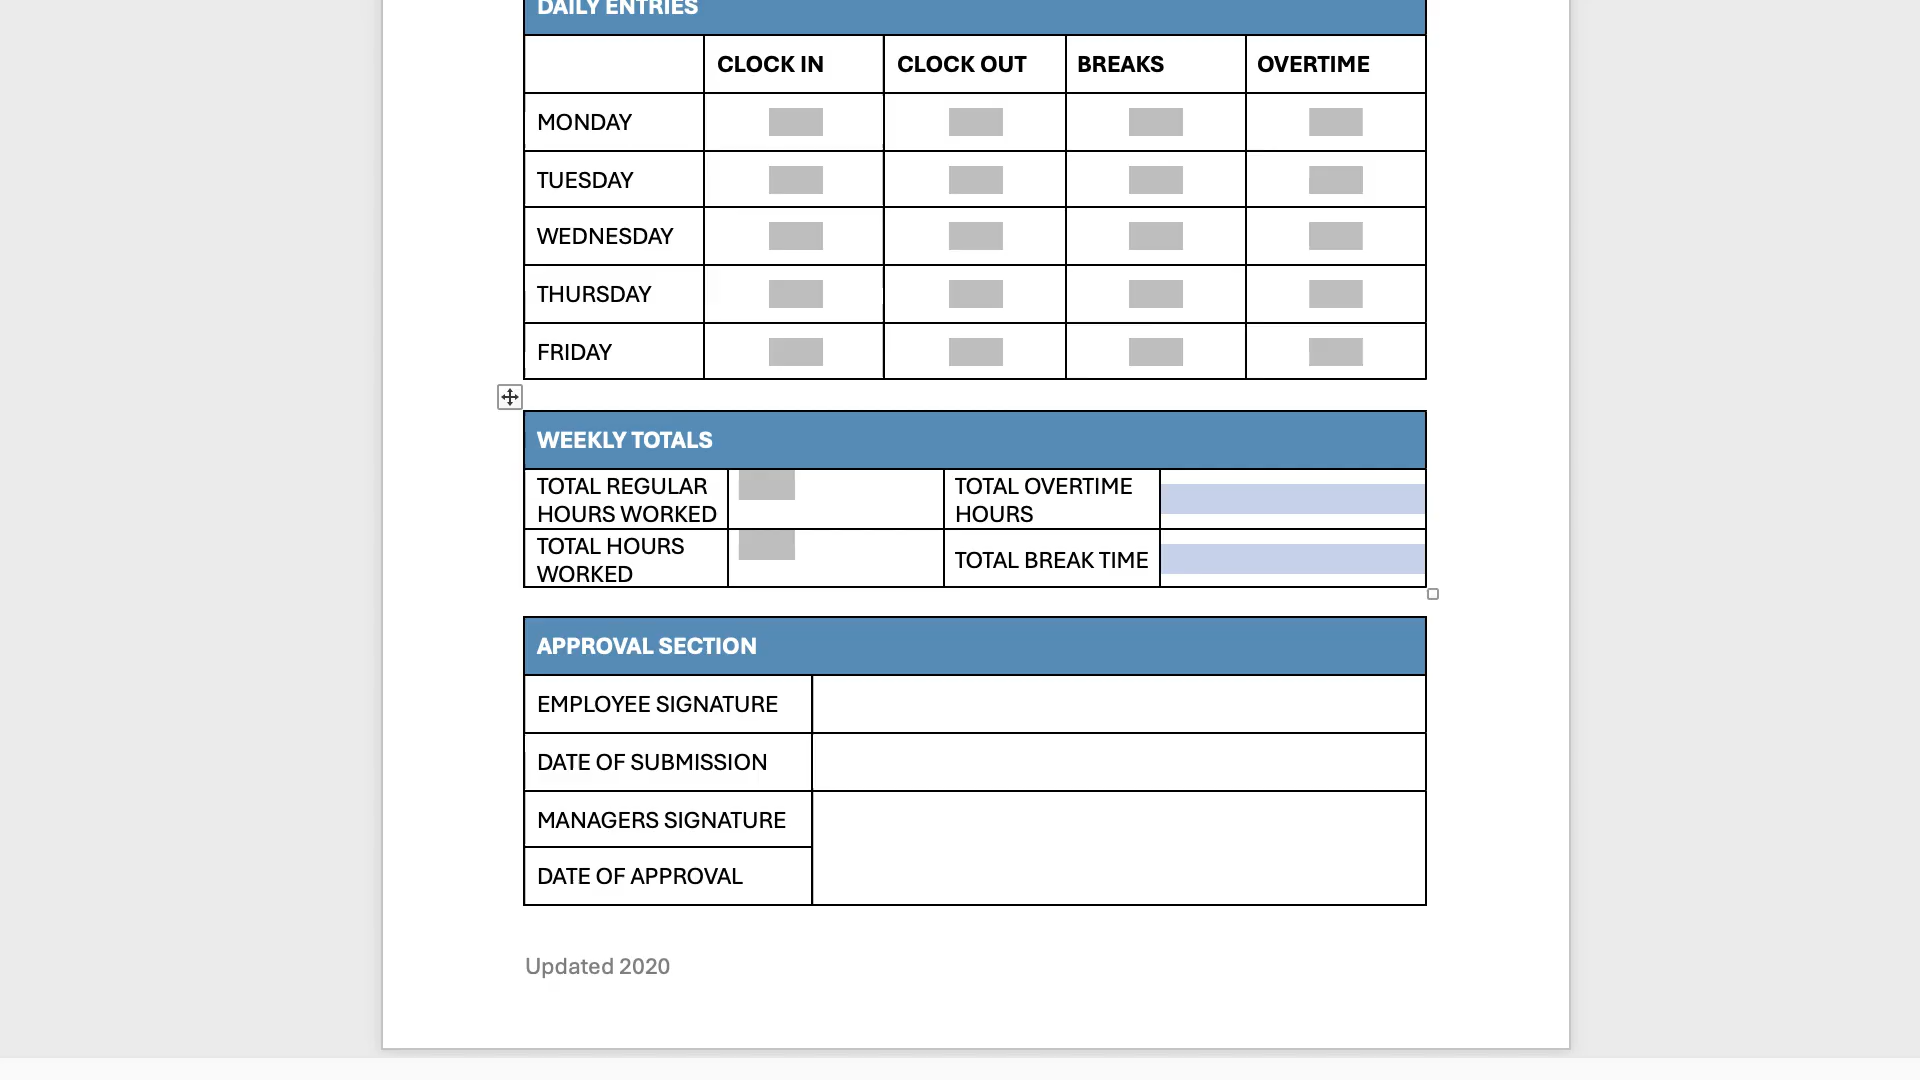 DAILY ENTRIES
CLOCK IN CLOCK OUT BREAKS OVERTIME
MONDAY
TUESDAY
WEDNESDAY
THURSDAY
FRIDAY
WEEKLY TOTALS
TOTAL REGULAR
HOURS WORKED
TOTAL OVERTIME
HOURS
TOTAL HOURS
WORKED
TOTAL BREAK TIME
APPROVAL SECTION
EMPLOYEE SIGNATURE
DATE OF SUBMISSION
MANAGERS SIGNATURE
DATE OF APPROVAL
Updated 2020